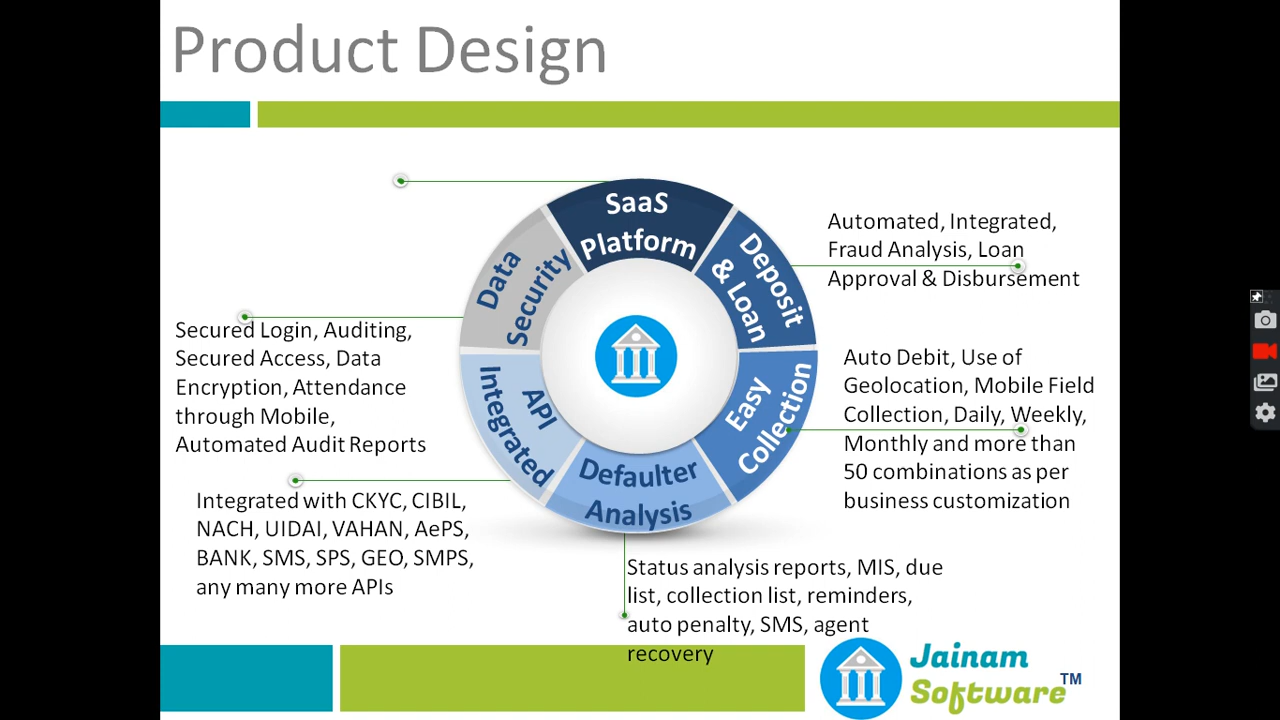 Product Design
SaaS
Platform
Deposit
& Loan
Automated, Integrated,
Fraud Analysis, Loan
Approval & Disbursement
Easy
Collection
Auto Debit, Use of
Geolocation, Mobile Field
Collection, Daily, Weekly,
Monthly and more than
50 combinations as per
business customization
Defaulter
Analysis
Status analysis reports, MIS, due
list, collection list, reminders,
auto penalty, SMS, agent
recovery
API
Integrated
Integrated with CKYC, CIBIL,
NACH, UIDAI, VAHAN, AePS,
BANK, SMS, SPS, GEO, SMPS,
any many more APIs
Data
Security
Secured Login, Auditing,
Secured Access, Data
Encryption, Attendance
through Mobile,
Automated Audit Reports
Jainam
Software™